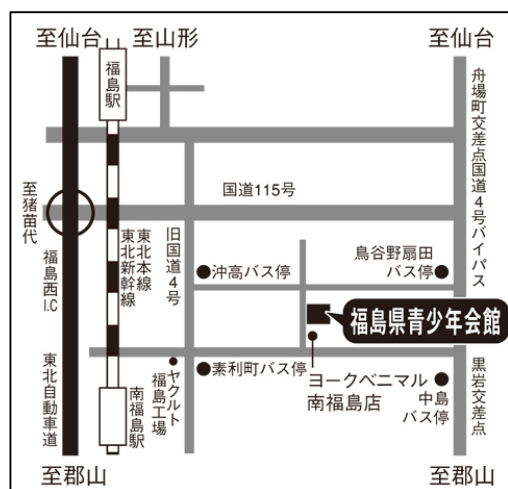 至仙台
至山形
至仙台
福島駅
舟場町交差点
国道4号バイパス
国道115号
至猪苗代
福島西I.C
東北自動車道
東北本線
東北新幹線
旧国道4号
沖高バス停
鳥谷野扇田
バス停
福島県青少年会館
素利町バス停
ヨークベニマル
南福島店
ヤクルト
福島工場
南福島駅
中島
バス停
黒岩交差点
至郡山
至郡山